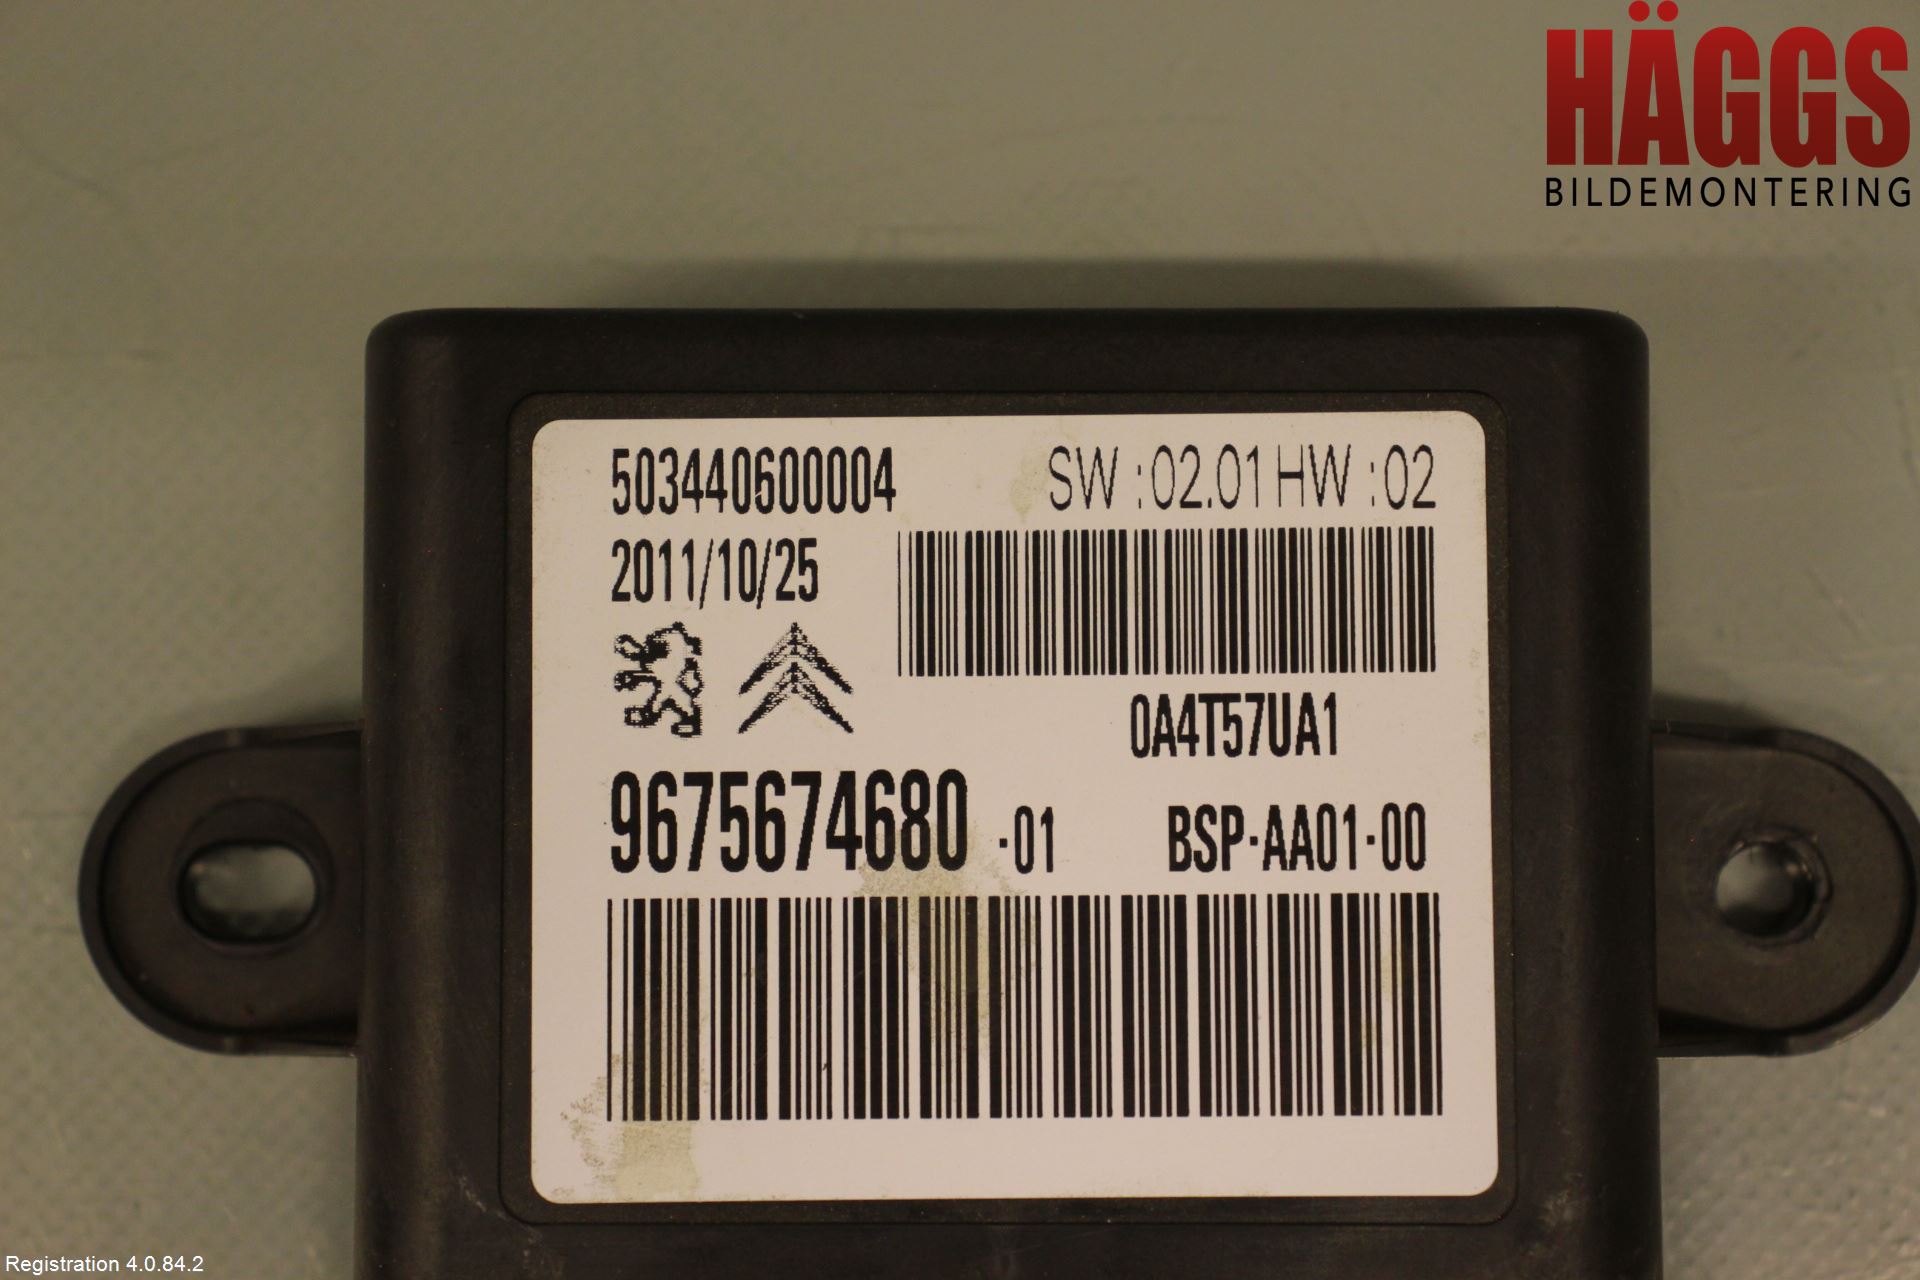 HÄGGS
BILDEMONTERING
503440600004
SW :02.01 HW :02
2011/10/25
0A4T57UA1
9675674680 -01
BSP-AA01-00
Registration 4.0.84.2